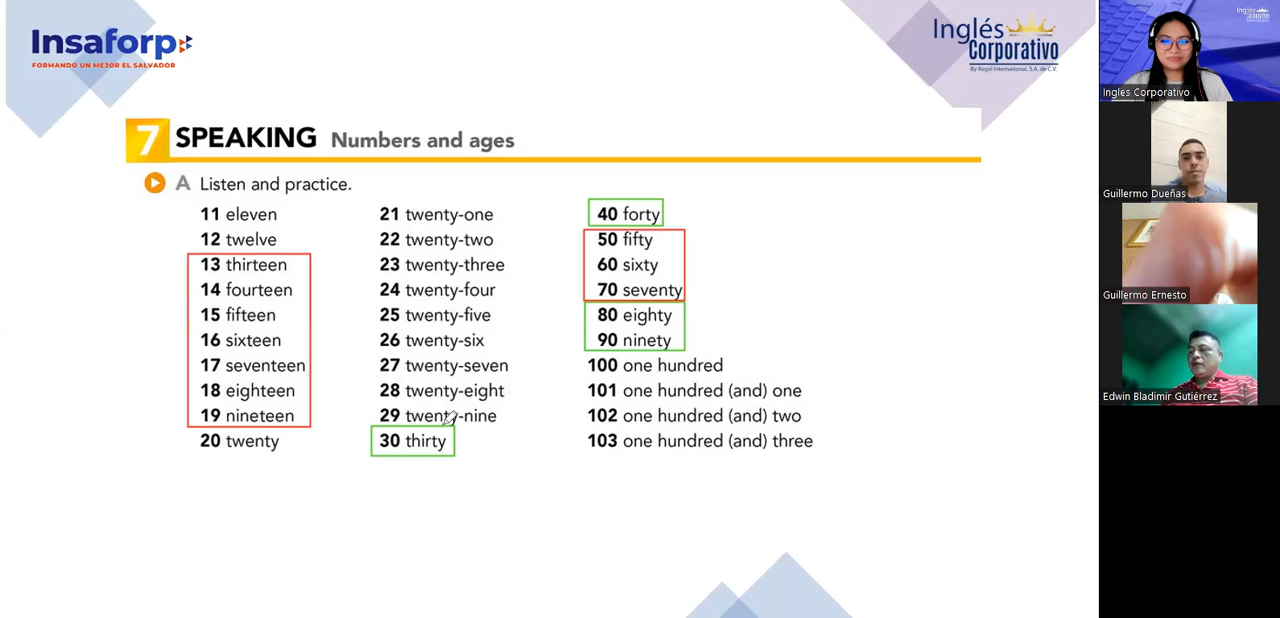 Insaforp
FORMANDO UN MEJOR EL SALVADOR
Inglés
Corporativo
By Regal International, S.A. de C.V.
7 SPEAKING Numbers and ages
A Listen and practice.
11 eleven
12 twelve
13 thirteen
14 fourteen
15 fifteen
16 sixteen
17 seventeen
18 eighteen
19 nineteen
20 twenty
21 twenty-one
22 twenty-two
23 twenty-three
24 twenty-four
25 twenty-five
26 twenty-six
27 twenty-seven
28 twenty-eight
29 twenty-nine
30 thirty
40 forty
50 fifty
60 sixty
70 seventy
80 eighty
90 ninety
100 one hundred
101 one hundred (and) one
102 one hundred (and) two
103 one hundred (and) three
Ingles Corporativo
Guillermo Dueñas
Guillermo Ernesto
Edwin Bladimir Gutiérrez